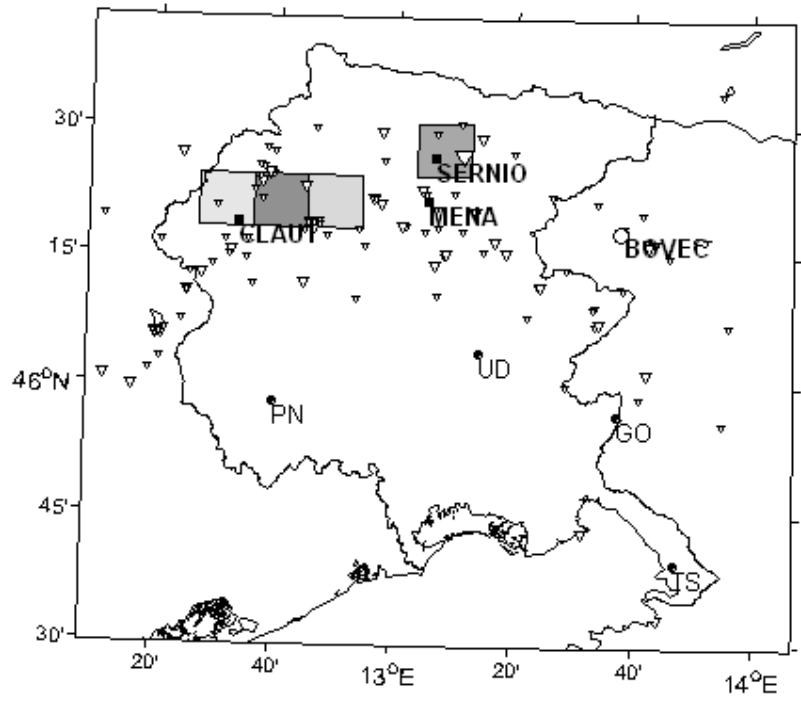 30'
SERNIO
MENA
CLAUT
15'
BOVEC
UD
46°N
PN
GO
45'
TS
30'
20'
40'
13°E
20'
40'
14°E